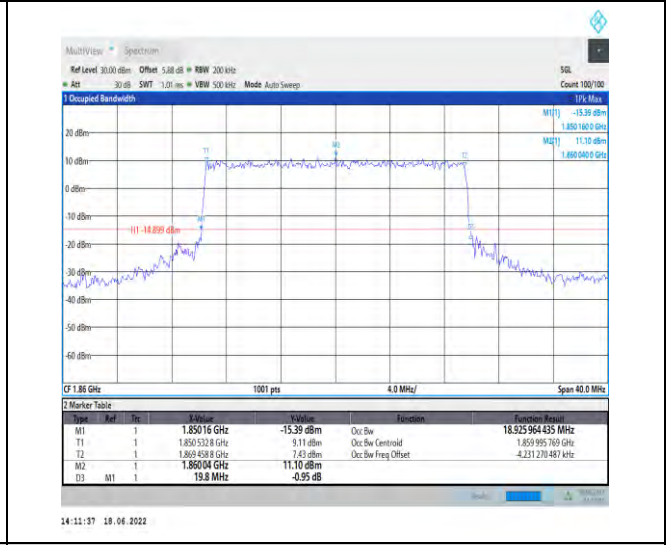 MultiView Spectrum
Ref Level 30.00 dBm Offset 5.88 dB RBW 200 kHz SGL
Att 30 dB SWT 1.01 ms VBW 500 kHz Mode Auto Sweep Count 100/100
1 Occupied Bandwidth 1Pk Max
M1[1] -15.39 dBm
1.850 160 0 GHz
20 dBm
M2[1] 11.10 dBm
1.860 040 0 GHz
T1
M2
T2
10 dBm
0 dBm
-10 dBm
M1
D3
H1 -14.899 dBm
-20 dBm
-30 dBm
-40 dBm
-50 dBm
-60 dBm
CF 1.86 GHz 1001 pts 4.0 MHz/ Span 40.0 MHz
2 Marker Table
Type Ref Trc X-Value Y-Value Function Function Result
M1 1 1.85016 GHz -15.39 dBm Occ Bw 18.925 964 435 MHz
T1 1 1.850 532 8 GHz 9.11 dBm Occ Bw Centroid 1.859 995 769 GHz
T2 1 1.869 458 8 GHz 7.43 dBm Occ Bw Freq Offset -4.231 270 487 kHz
M2 1 1.86004 GHz 11.10 dBm
D3 M1 1 19.8 MHz -0.95 dB
Ready
14:11:37 18.06.2022